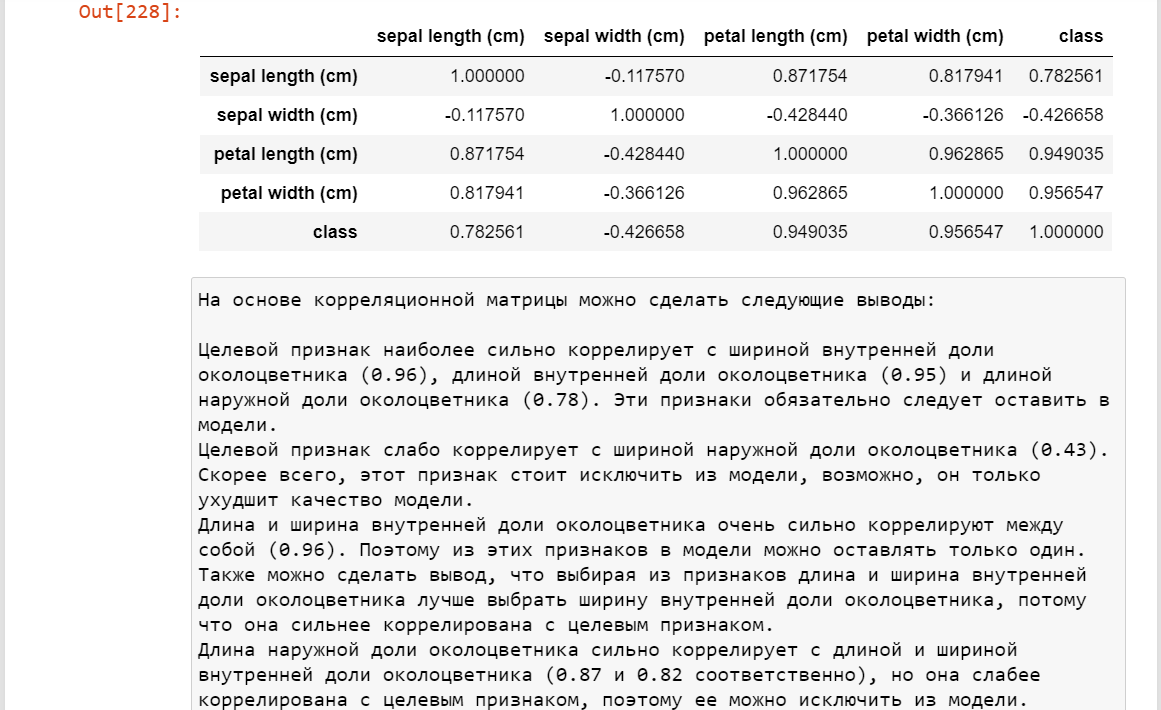 Out[228]:
sepal length (cm) sepal width (cm) petal length (cm) petal width (cm) class
sepal length (cm) 1.000000 -0.117570 0.871754 0.817941 0.782561
sepal width (cm) -0.117570 1.000000 -0.428440 -0.366126 -0.426658
petal length (cm) 0.871754 -0.428440 1.000000 0.962865 0.949035
petal width (cm) 0.817941 -0.366126 0.962865 1.000000 0.956547
class 0.782561 -0.426658 0.949035 0.956547 1.000000
На основе корреляционной матрицы можно сделать следующие выводы:
Целевой признак наиболее сильно коррелирует с шириной внутренней доли
околоцветника (0.96), длиной внутренней доли околоцветника (0.95) и длиной
наружной доли околоцветника (0.78). Эти признаки обязательно следует оставить в
модели.
Целевой признак слабо коррелирует с шириной наружной доли околоцветника (0.43).
Скорее всего, этот признак стоит исключить из модели, возможно, он только
ухудшит качество модели.
Длина и ширина внутренней доли околоцветника очень сильно коррелируют между
собой (0.96). Поэтому из этих признаков в модели можно оставлять только один.
Также можно сделать вывод, что выбирая из признаков длина и ширина внутренней
доли околоцветника лучше выбрать ширину внутренней доли околоцветника, потому
что она сильнее коррелирована с целевым признаком.
Длина наружной доли околоцветника сильно коррелирует с длиной и шириной
внутренней доли околоцветника (0.87 и 0.82 соответственно), но она слабее
коррелирована с целевым признаком, поэтому ее можно исключить из модели.